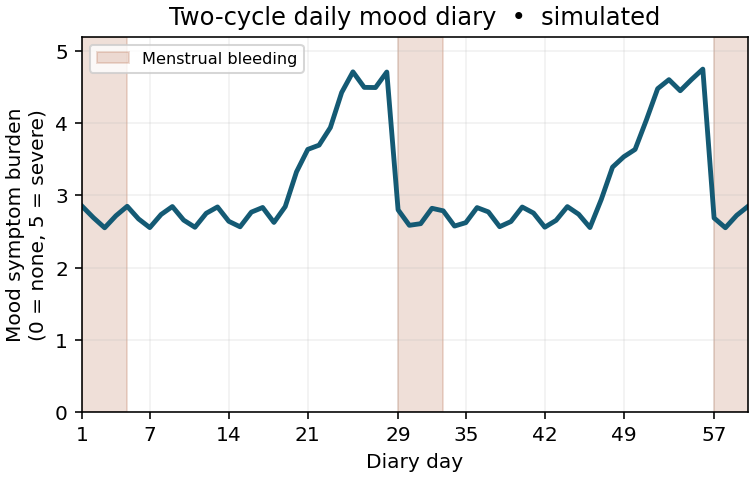 Two-cycle daily mood diary • simulated
Menstrual bleeding
Mood symptom burden
(0 = none, 5 = severe)
5
4
3
2
1
0
1 7 14 21 29 35 42 49 57
Diary day